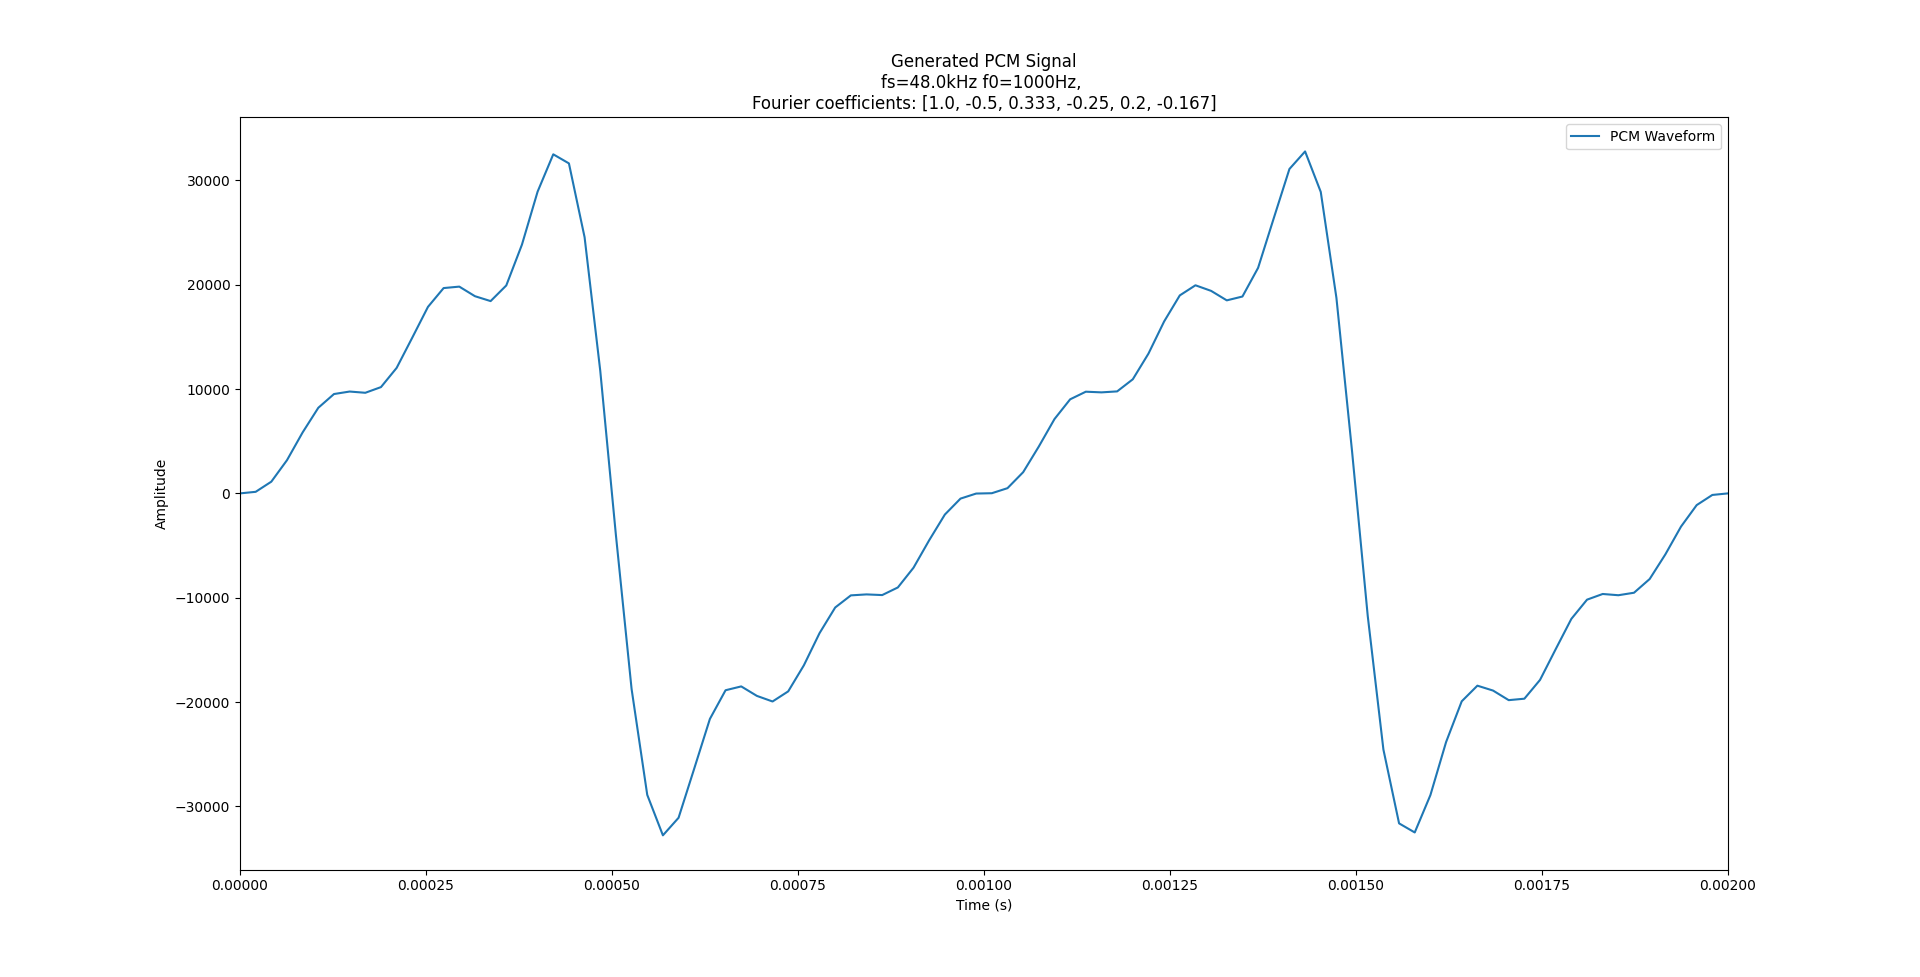 Generated PCM Signal
fs=48.0kHz f0=1000Hz,
Fourier coefficients: [1.0, -0.5, 0.333, -0.25, 0.2, -0.167]
PCM Waveform
30000
20000
10000
0
−10000
−20000
−30000
Amplitude
0.00000 0.00025 0.00050 0.00075 0.00100 0.00125 0.00150 0.00175 0.00200
Time (s)